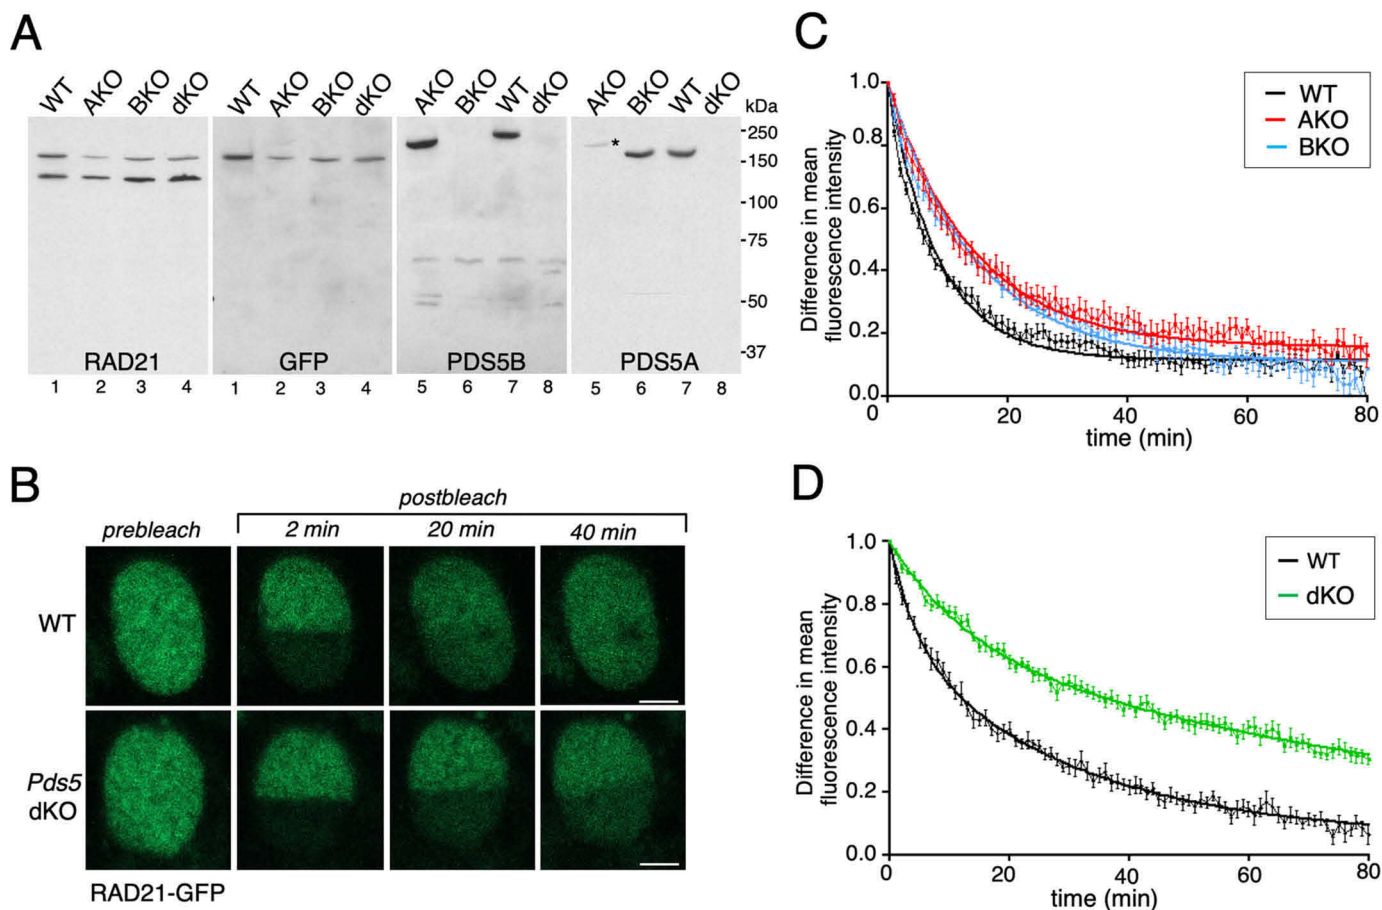 A
WT AKO BKO dKO WT AKO BKO dKO AKO BKO WT dKO AKO BKO WT dKO
kDa
-250
-150
-100
-75
-50
-37
*
RAD21 GFP PDS5B PDS5A
1 2 3 4 1 2 3 4 5 6 7 8 5 6 7 8
B
postbleach
prebleach 2 min 20 min 40 min
WT
Pds5
dKO
RAD21-GFP
C
Difference in mean
fluorescence intensity
1.0
0.8
0.6
0.4
0.2
0.0
0 20 40 60 80
time (min)
WT
AKO
BKO
D
Difference in mean
fluorescence intensity
1.0
0.8
0.6
0.4
0.2
0.0
0 20 40 60 80
time (min)
WT
dKO